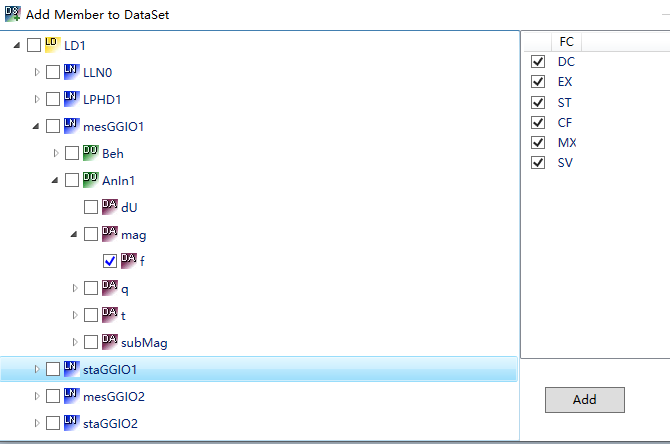 Add Member to DataSet
LD1
LLN0
LPHD1
mesGGIO1
Beh
AnIn1
dU
mag
f
q
t
subMag
staGGIO1
mesGGIO2
staGGIO2
FC
DC
EX
ST
CF
MX
SV
Add